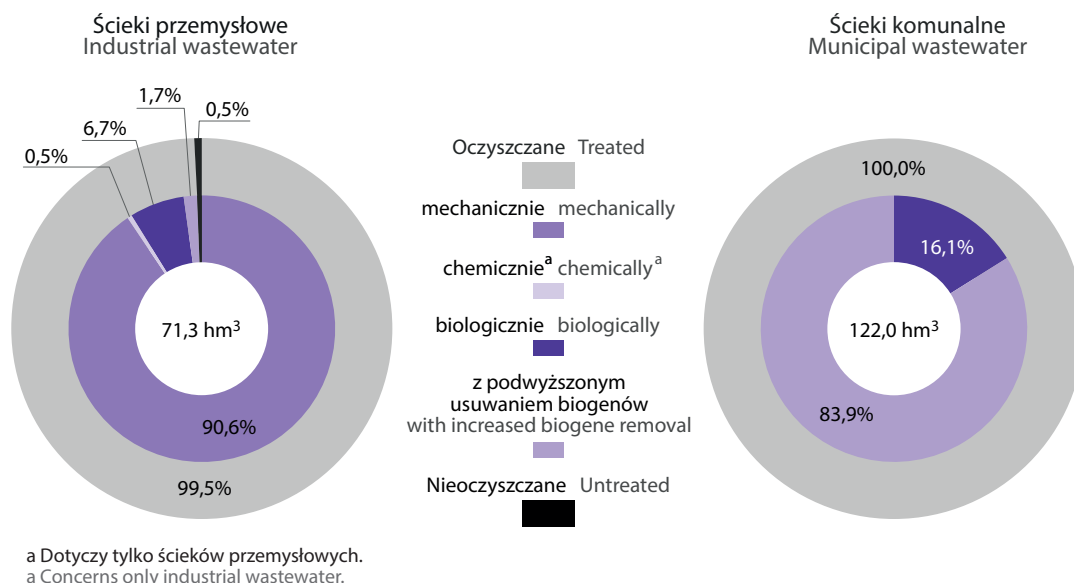 Ścieki przemysłowe
Industrial wastewater
1,7%
0,5%
6,7%
0,5%
71,3 hm³
90,6%
99,5%
Oczyszczane Treated
mechanicznie mechanically
chemicznieᵃ chemicallyᵃ
biologicznie biologically
z podwyższonym
usuwaniem biogenów
with increased biogene removal
Nieoczyszczane Untreated
Ścieki komunalne
Municipal wastewater
100,0%
16,1%
122,0 hm³
83,9%
a Dotyczy tylko ścieków przemysłowych.
a Concerns only industrial wastewater.